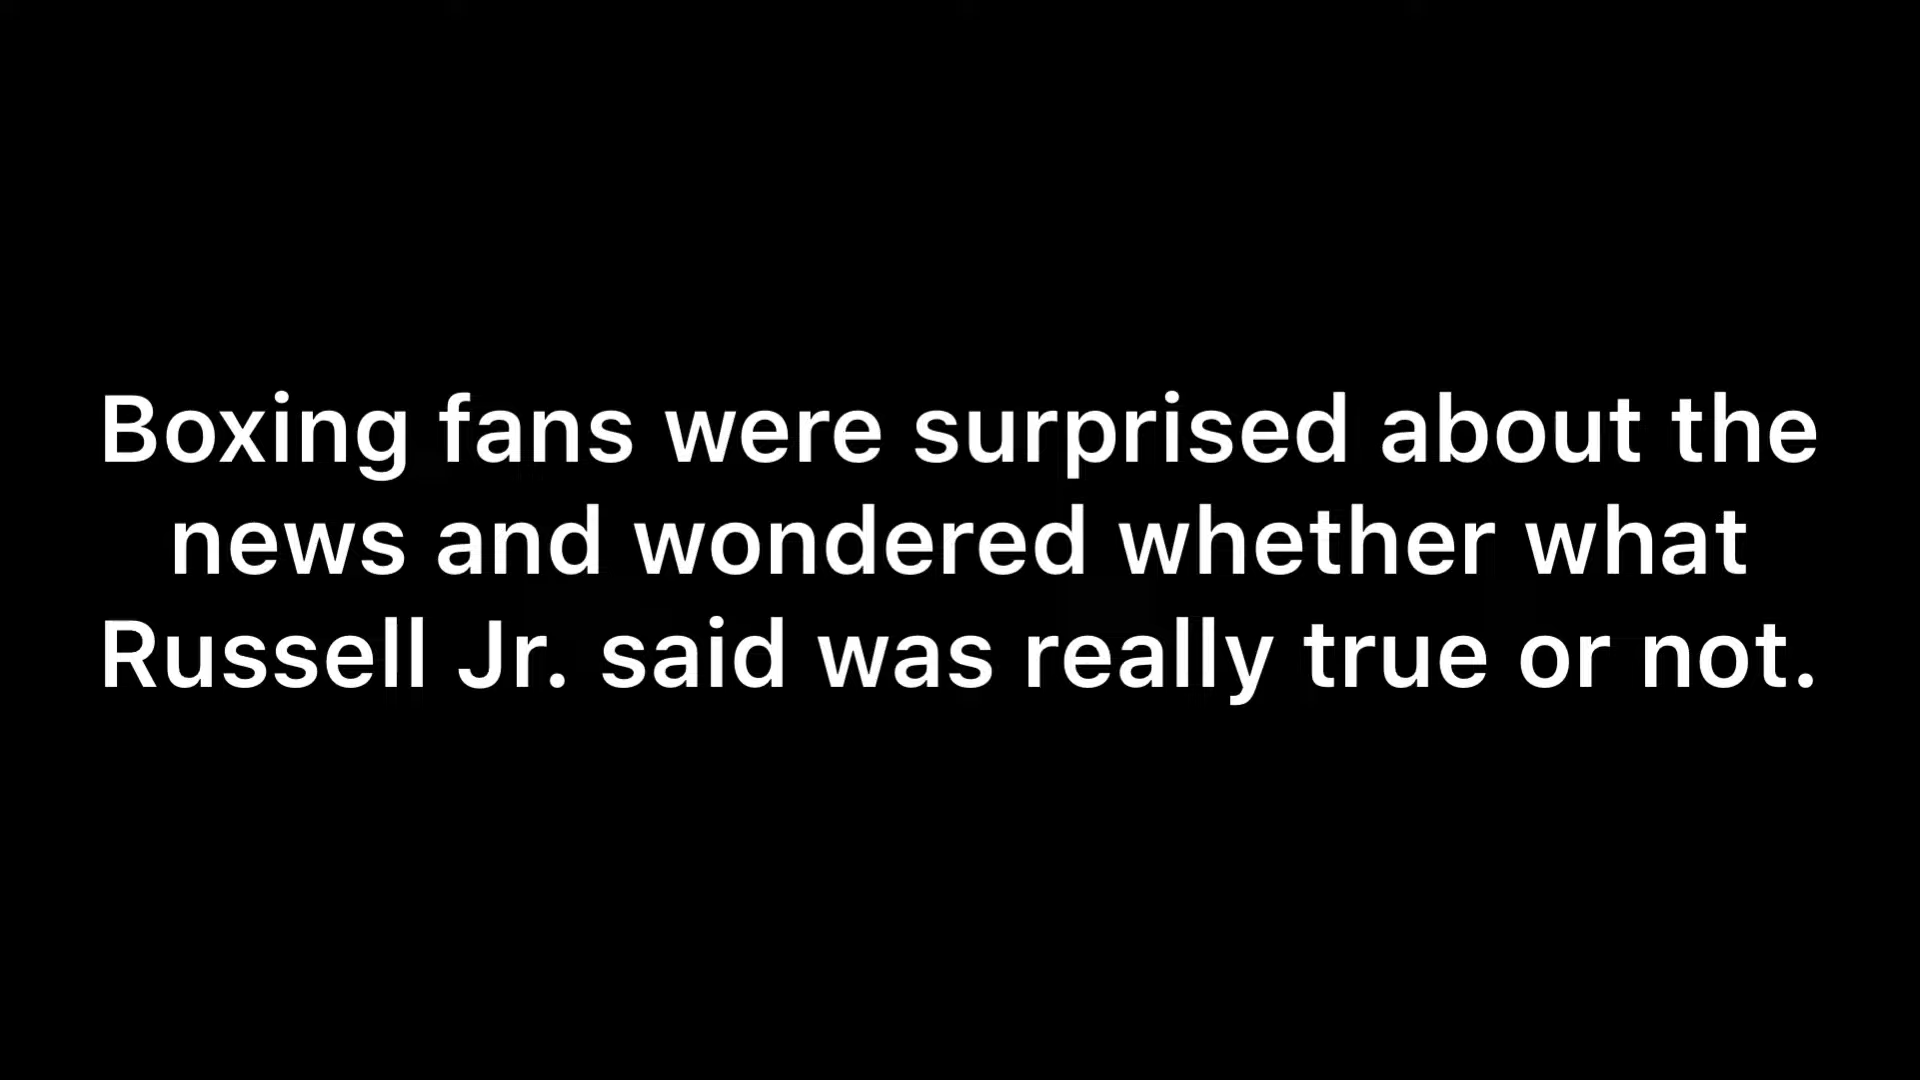 Boxing fans were surprised about the
news and wondered whether what
Russell Jr. said was really true or not.